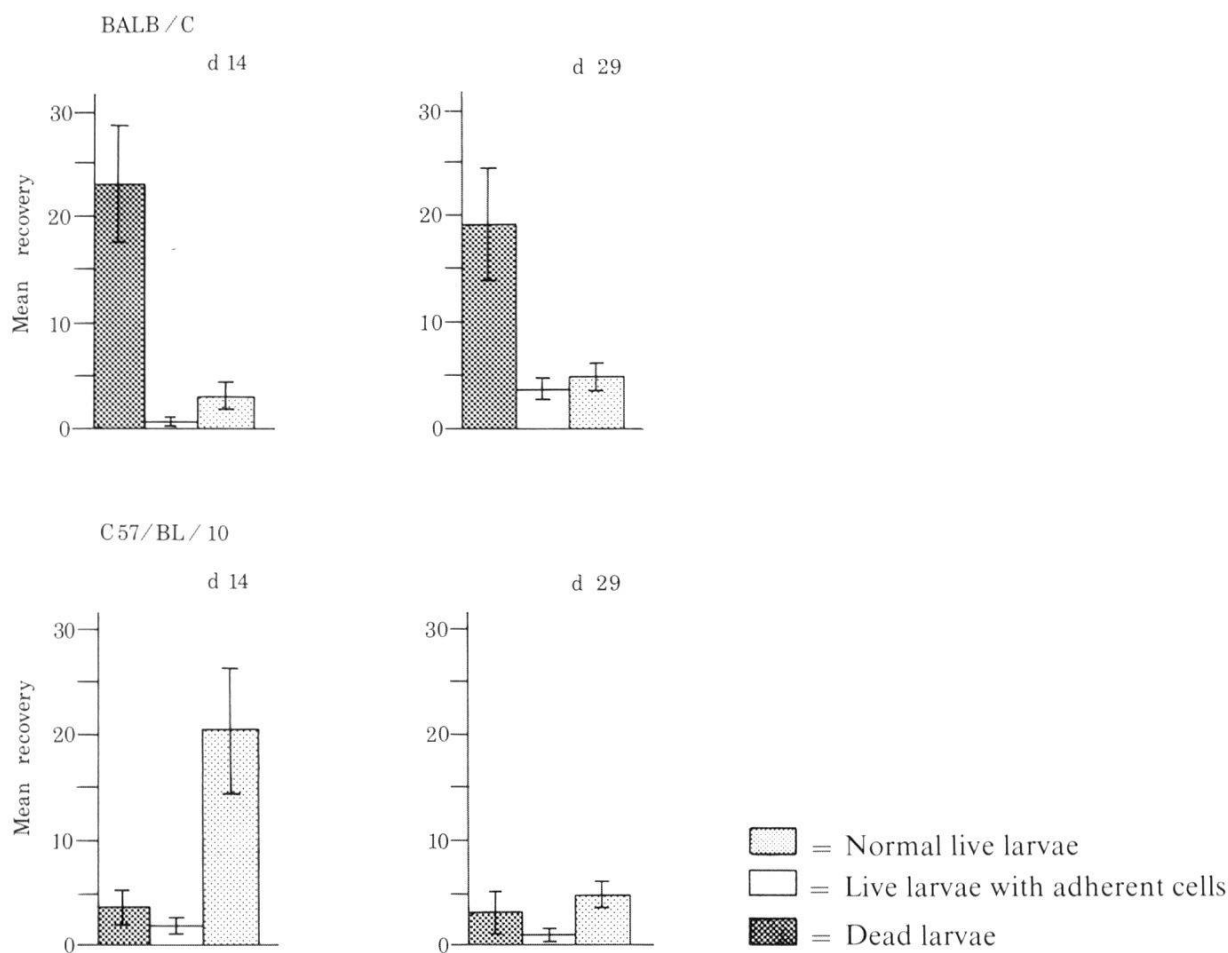 BALB/C
d 14
d 29
Mean recovery
30
20
10
0
30
20
10
0
C57/BL/10
d 14
d 29
Mean recovery
30
20
10
0
30
20
10
0
= Normal live larvae
= Live larvae with adherent cells
= Dead larvae